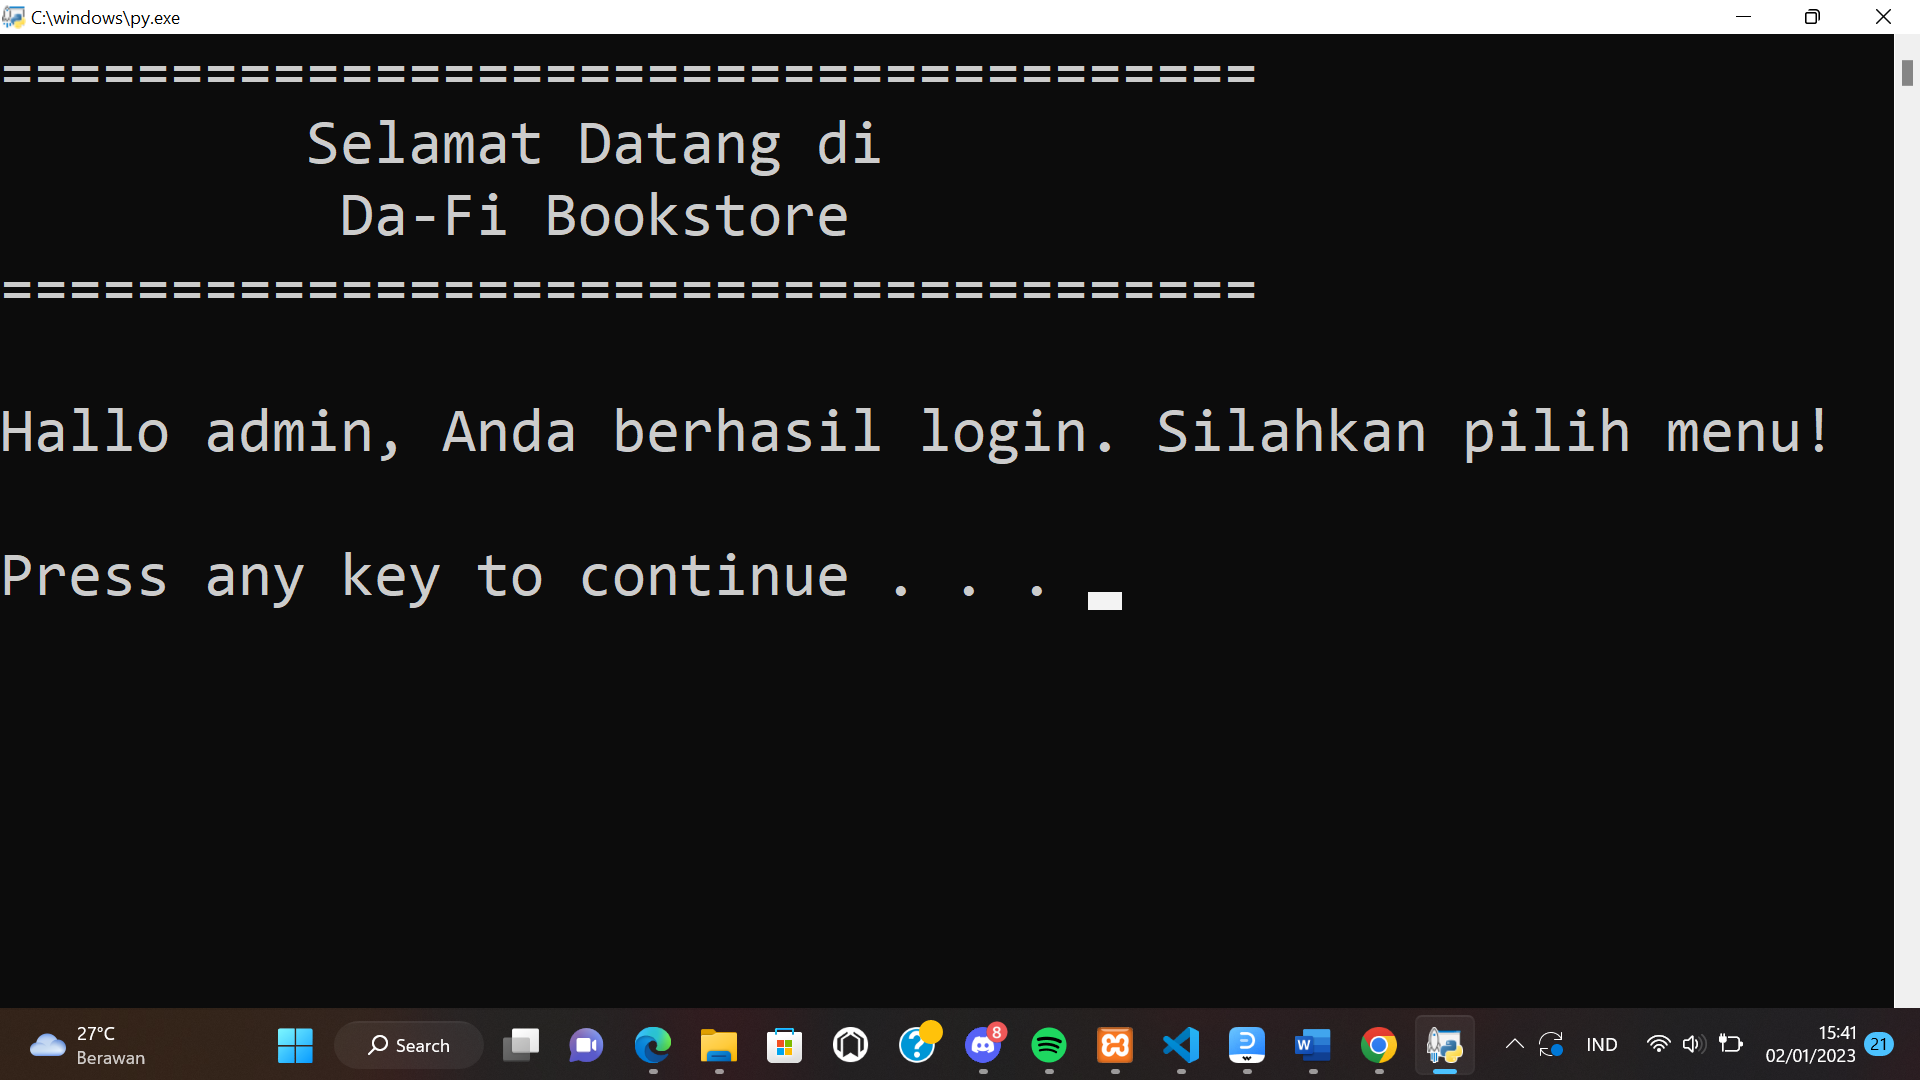 C:\windows\py.exe
=====================================
Selamat Datang di
Da-Fi Bookstore
=====================================
Hallo admin, Anda berhasil login. Silahkan pilih menu!
Press any key to continue . . .
27°C
Berawan
Search
8
IND
15:41
02/01/2023
21